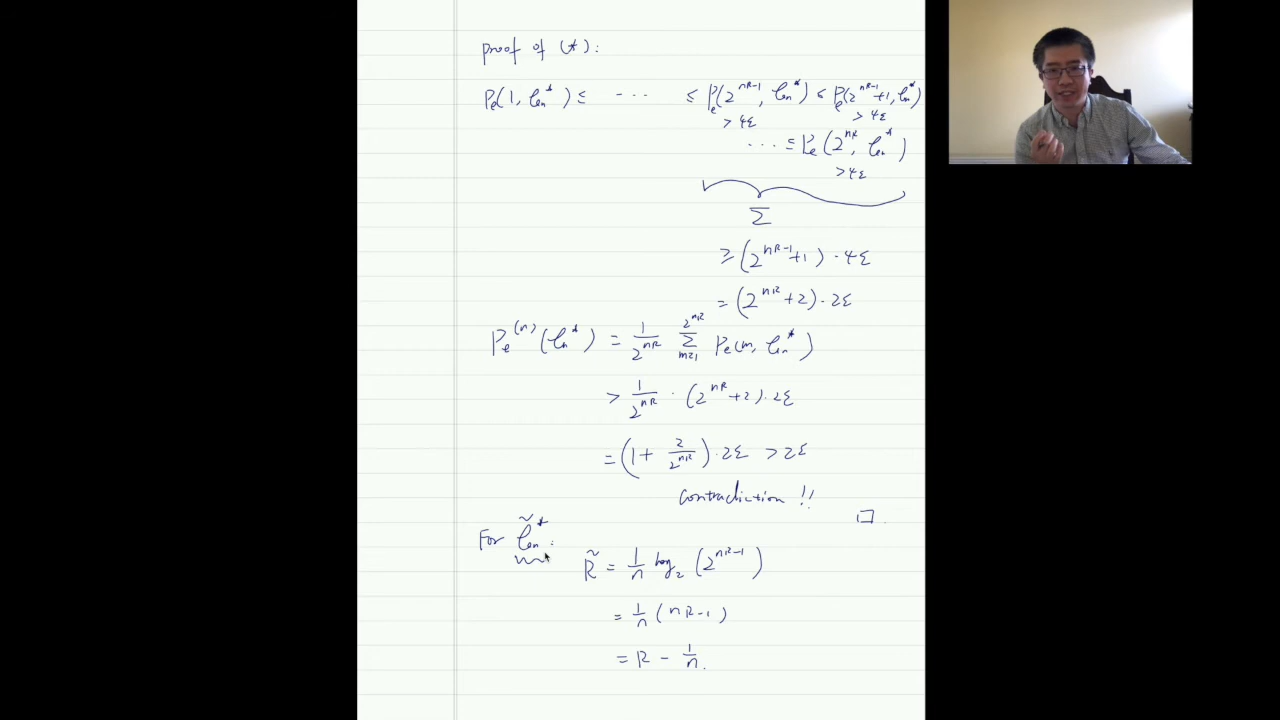 proof of (*):
Pe(1, Cn*) ≤ ... ≤ Pe(2^{nR-1}, Cn*) ≤ Pe(2^{nR-1}+1, Cn*)
> 4ε > 4ε
... ≤ Pe(2^{nR}, Cn*)
> 4ε
Σ
≥ (2^{nR-1}+1) · 4ε
= (2^{nR}+2) · 2ε
Pe^{(n)}(Cn*) = 1/2^{nR} Σ_{m=1}^{2^{nR}} Pe(m, Cn*)
> 1/2^{nR} · (2^{nR}+2) · 2ε
= (1 + 2/2^{nR}) · 2ε > 2ε
contradiction !!
□
For C̃n*:
R̃ = 1/n log₂ (2^{nR-1})
= 1/n (nR-1)
= R - 1/n.